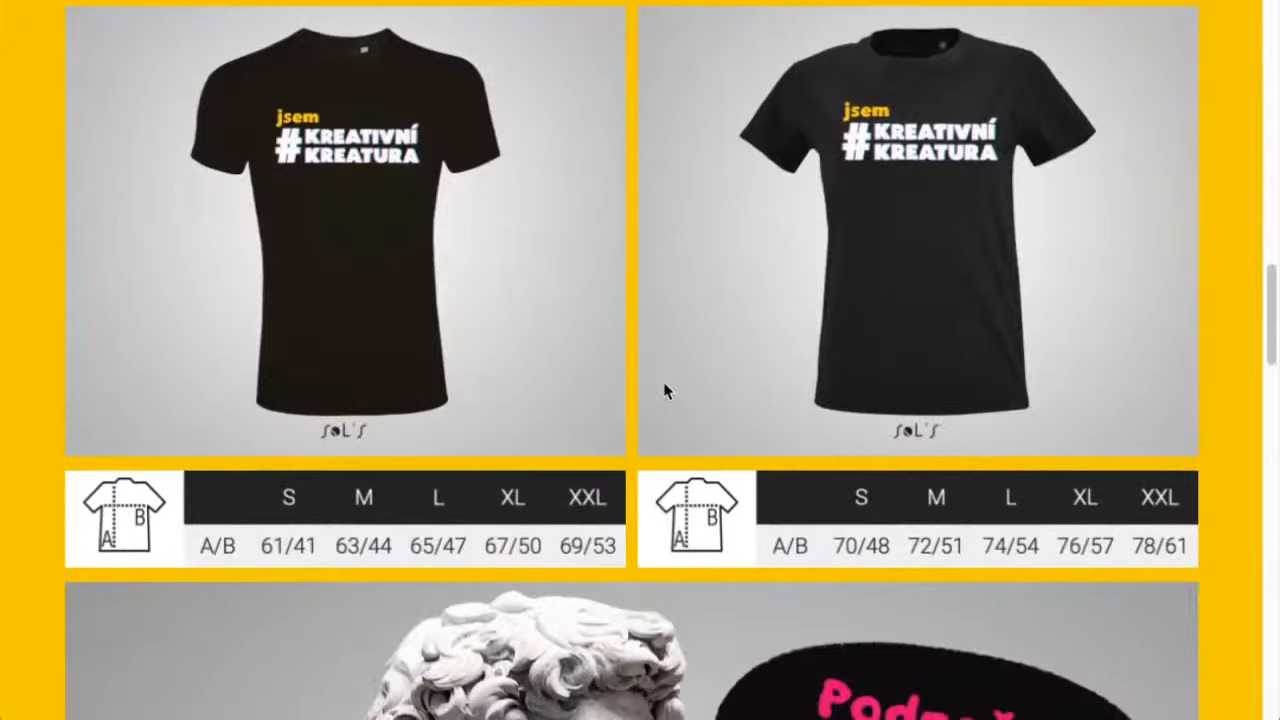 jsem
#KREATIVNÍ
KREATURA
SOL'S
jsem
#KREATIVNÍ
KREATURA
SOL'S
B
A
S M L XL XXL
A/B 61/41 63/44 65/47 67/50 69/53
B
A
S M L XL XXL
A/B 70/48 72/51 74/54 76/57 78/61